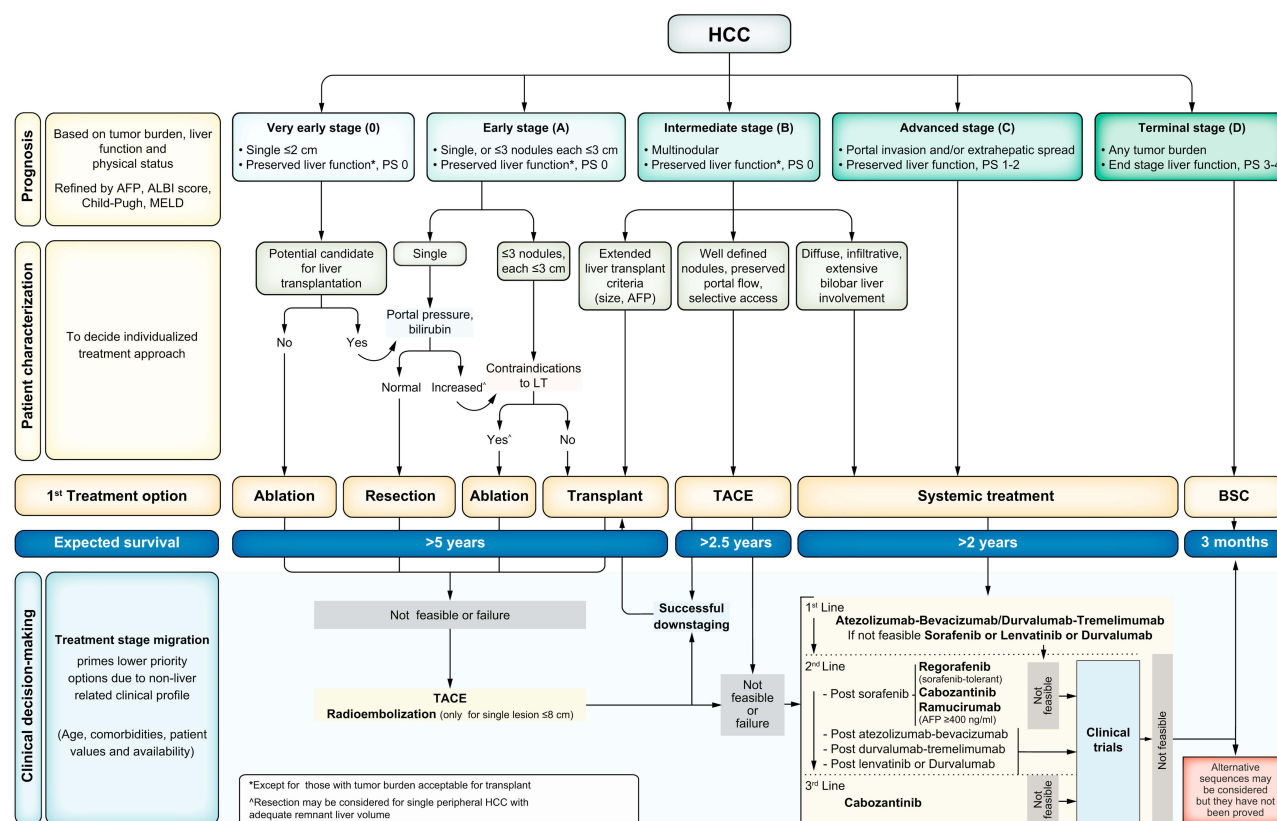 HCC
Prognosis
Based on tumor burden, liver
function and
physical status
Refined by AFP, ALBI score,
Child-Pugh, MELD
Very early stage (0)
• Single ≤2 cm
• Preserved liver function*, PS 0
Early stage (A)
• Single, or ≤3 nodules each ≤3 cm
• Preserved liver function*, PS 0
Intermediate stage (B)
• Multinodular
• Preserved liver function*, PS 0
Advanced stage (C)
• Portal invasion and/or extrahepatic spread
• Preserved liver function, PS 1-2
Terminal stage (D)
• Any tumor burden
• End stage liver function, PS 3-
Patient characterization
To decide individualized
treatment approach
Potential candidate
for liver
transplantation
Single
≤3 nodules,
each ≤3 cm
Extended
liver transplant
criteria
(size, AFP)
Well defined
nodules, preserved
portal flow,
selective access
Diffuse, infiltrative,
extensive
bilobar liver
involvement
No
Yes
Portal pressure,
bilirubin
Normal
Increased^
Contraindications
to LT
Yes^
No
1st Treatment option
Ablation
Resection
Ablation
Transplant
TACE
Systemic treatment
BSC
Expected survival
>5 years
>2.5 years
>2 years
3 months
Clinical decision-making
Treatment stage migration
primes lower priority
options due to non-liver
related clinical profile
(Age, comorbidities, patient
values and availability)
Not feasible or failure
Successful
downstaging
TACE
Radioembolization (only for single lesion ≤8 cm)
Not
feasible
or
failure
1st Line
Atezolizumab-Bevacizumab/Durvalumab-Tremelimumab
If not feasible Sorafenib or Lenvatinib or Durvalumab
2nd Line
- Post sorafenib
Regorafenib
(sorafenib-tolerant)
Cabozantinib
Ramucirumab
(AFP ≥400 ng/ml)
- Post atezolizumab-bevacizumab
- Post durvalumab-tremelimumab
- Post lenvatinib or Durvalumab
3rd Line
Cabozantinib
Not
feasible
Not
feasible
Clinical
trials
Not feasible
Alternative
sequences may
be considered
but they have not
been proved
*Except for those with tumor burden acceptable for transplant
^Resection may be considered for single peripheral HCC with
adequate remnant liver volume